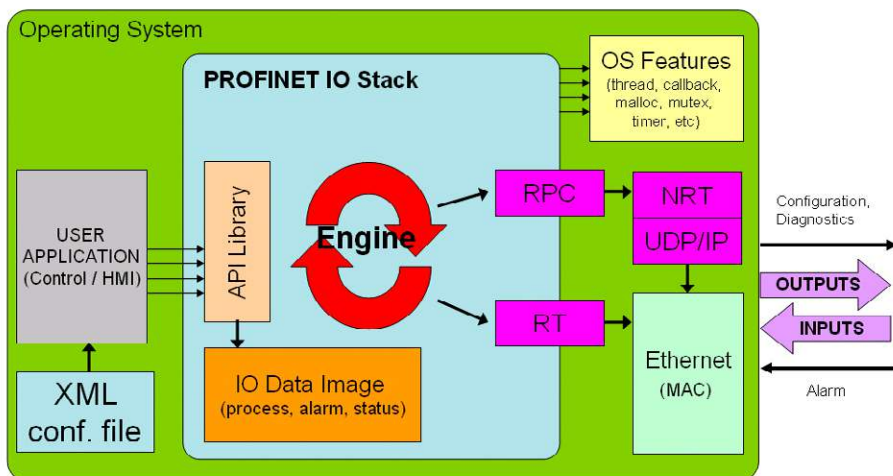 Operating System
PROFINET IO Stack
OS Features
(thread, callback,
malloc, mutex,
timer, etc)
USER
APPLICATION
(Control / HMI)
API Library
Engine
RPC
NRT
UDP/IP
RT
Ethernet
(MAC)
IO Data Image
(process, alarm, status)
XML
conf. file
Configuration,
Diagnostics
OUTPUTS
INPUTS
Alarm